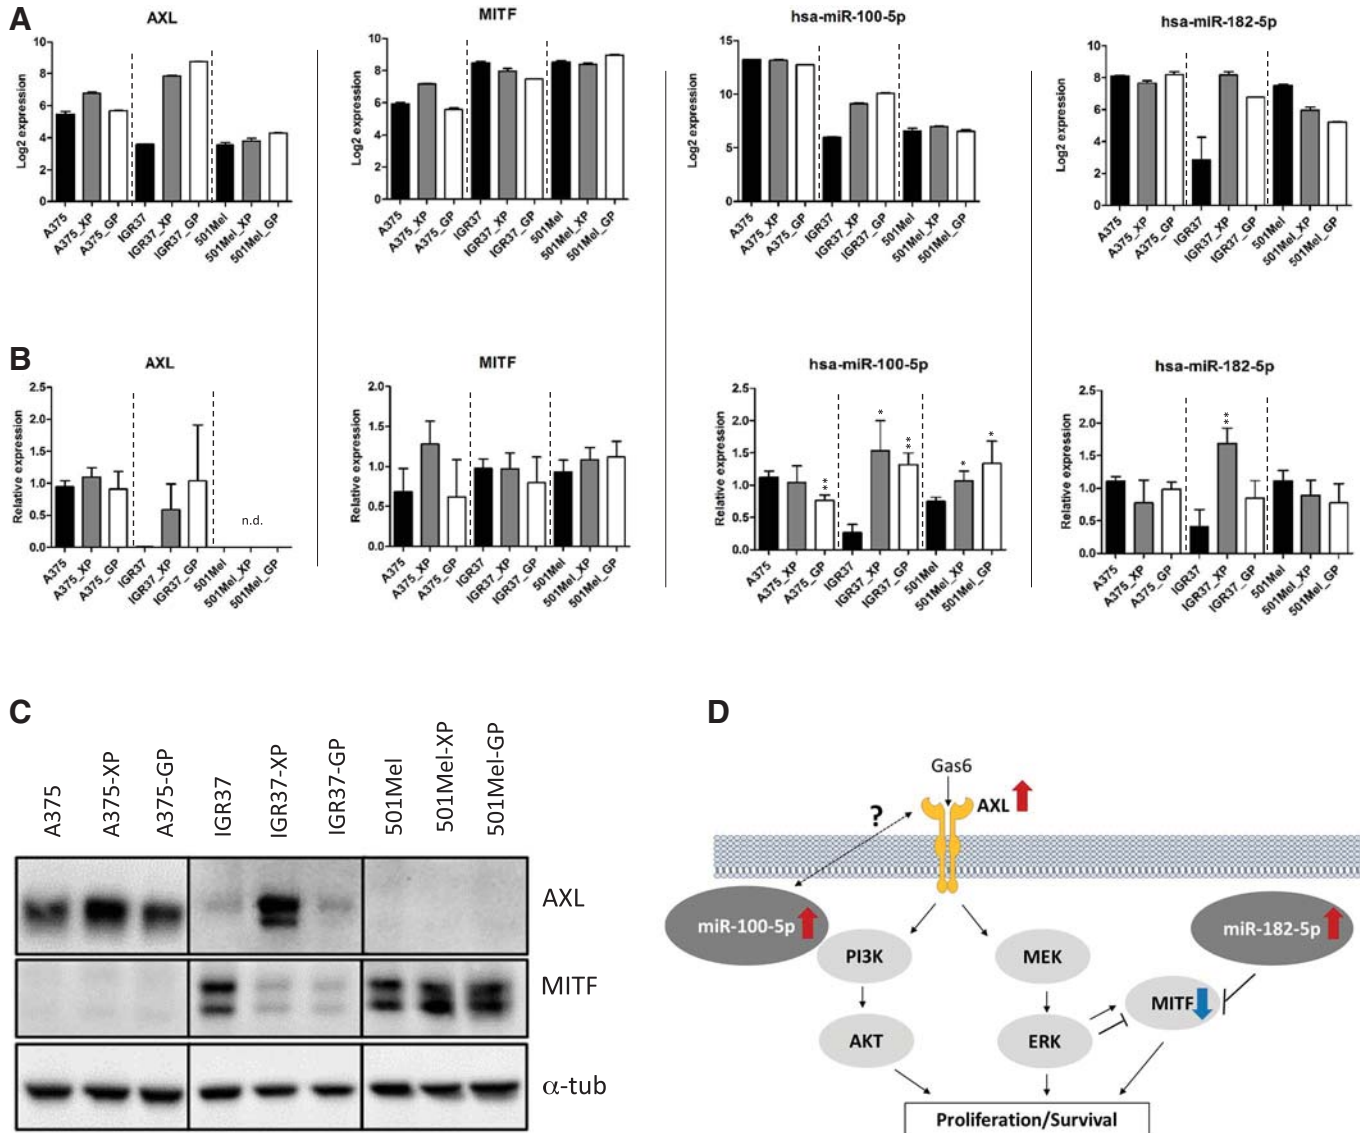 A
AXL
Log2 expression
10
8
6
4
2
0
A375
A375_XP
A375_GP
IGR37
IGR37_XP
IGR37_GP
501Mel
501Mel_XP
501Mel_GP
MITF
Log2 expression
10
8
6
4
2
0
A375
A375_XP
A375_GP
IGR37
IGR37_XP
IGR37_GP
501Mel
501Mel_XP
501Mel_GP
hsa-miR-100-5p
Log2 expression
15
10
5
0
A375
A375_XP
A375_GP
IGR37
IGR37_XP
IGR37_GP
501Mel
501Mel_XP
501Mel_GP
hsa-miR-182-5p
Log2 expression
10
8
6
4
2
0
A375
A375_XP
A375_GP
IGR37
IGR37_XP
IGR37_GP
501Mel
501Mel_XP
501Mel_GP
B
AXL
Relative expression
2.5
2.0
1.5
1.0
0.5
0.0
n.d.
A375
A375_XP
A375_GP
IGR37
IGR37_XP
IGR37_GP
501Mel
501Mel_XP
501Mel_GP
MITF
Relative expression
2.0
1.5
1.0
0.5
0.0
A375
A375_XP
A375_GP
IGR37
IGR37_XP
IGR37_GP
501Mel
501Mel_XP
501Mel_GP
hsa-miR-100-5p
Relative expression
2.5
2.0
1.5
1.0
0.5
0.0
**
*
**
*
*
A375
A375_XP
A375_GP
IGR37
IGR37_XP
IGR37_GP
501Mel
501Mel_XP
501Mel_GP
hsa-miR-182-5p
Relative expression
2.5
2.0
1.5
1.0
0.5
0.0
**
A375
A375_XP
A375_GP
IGR37
IGR37_XP
IGR37_GP
501Mel
501Mel_XP
501Mel_GP
C
A375
A375-XP
A375-GP
IGR37
IGR37-XP
IGR37-GP
501Mel
501Mel-XP
501Mel-GP
AXL
MITF
α-tub
D
Gas6
AXL
?
miR-100-5p
miR-182-5p
PI3K
MEK
MITF
AKT
ERK
Proliferation/Survival